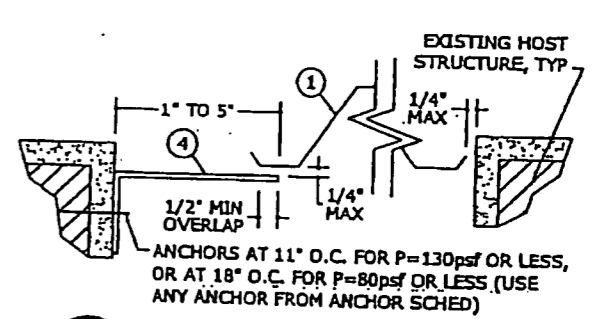 EXISTING HOST
STRUCTURE, TYP
1
1" TO 5"
1/4"
MAX
4
1/2" MIN
OVERLAP
1/4"
MAX
ANCHORS AT 11" O.C. FOR P=130psf OR LESS,
OR AT 18" O.C. FOR P=80psf OR LESS (USE
ANY ANCHOR FROM ANCHOR SCHED)